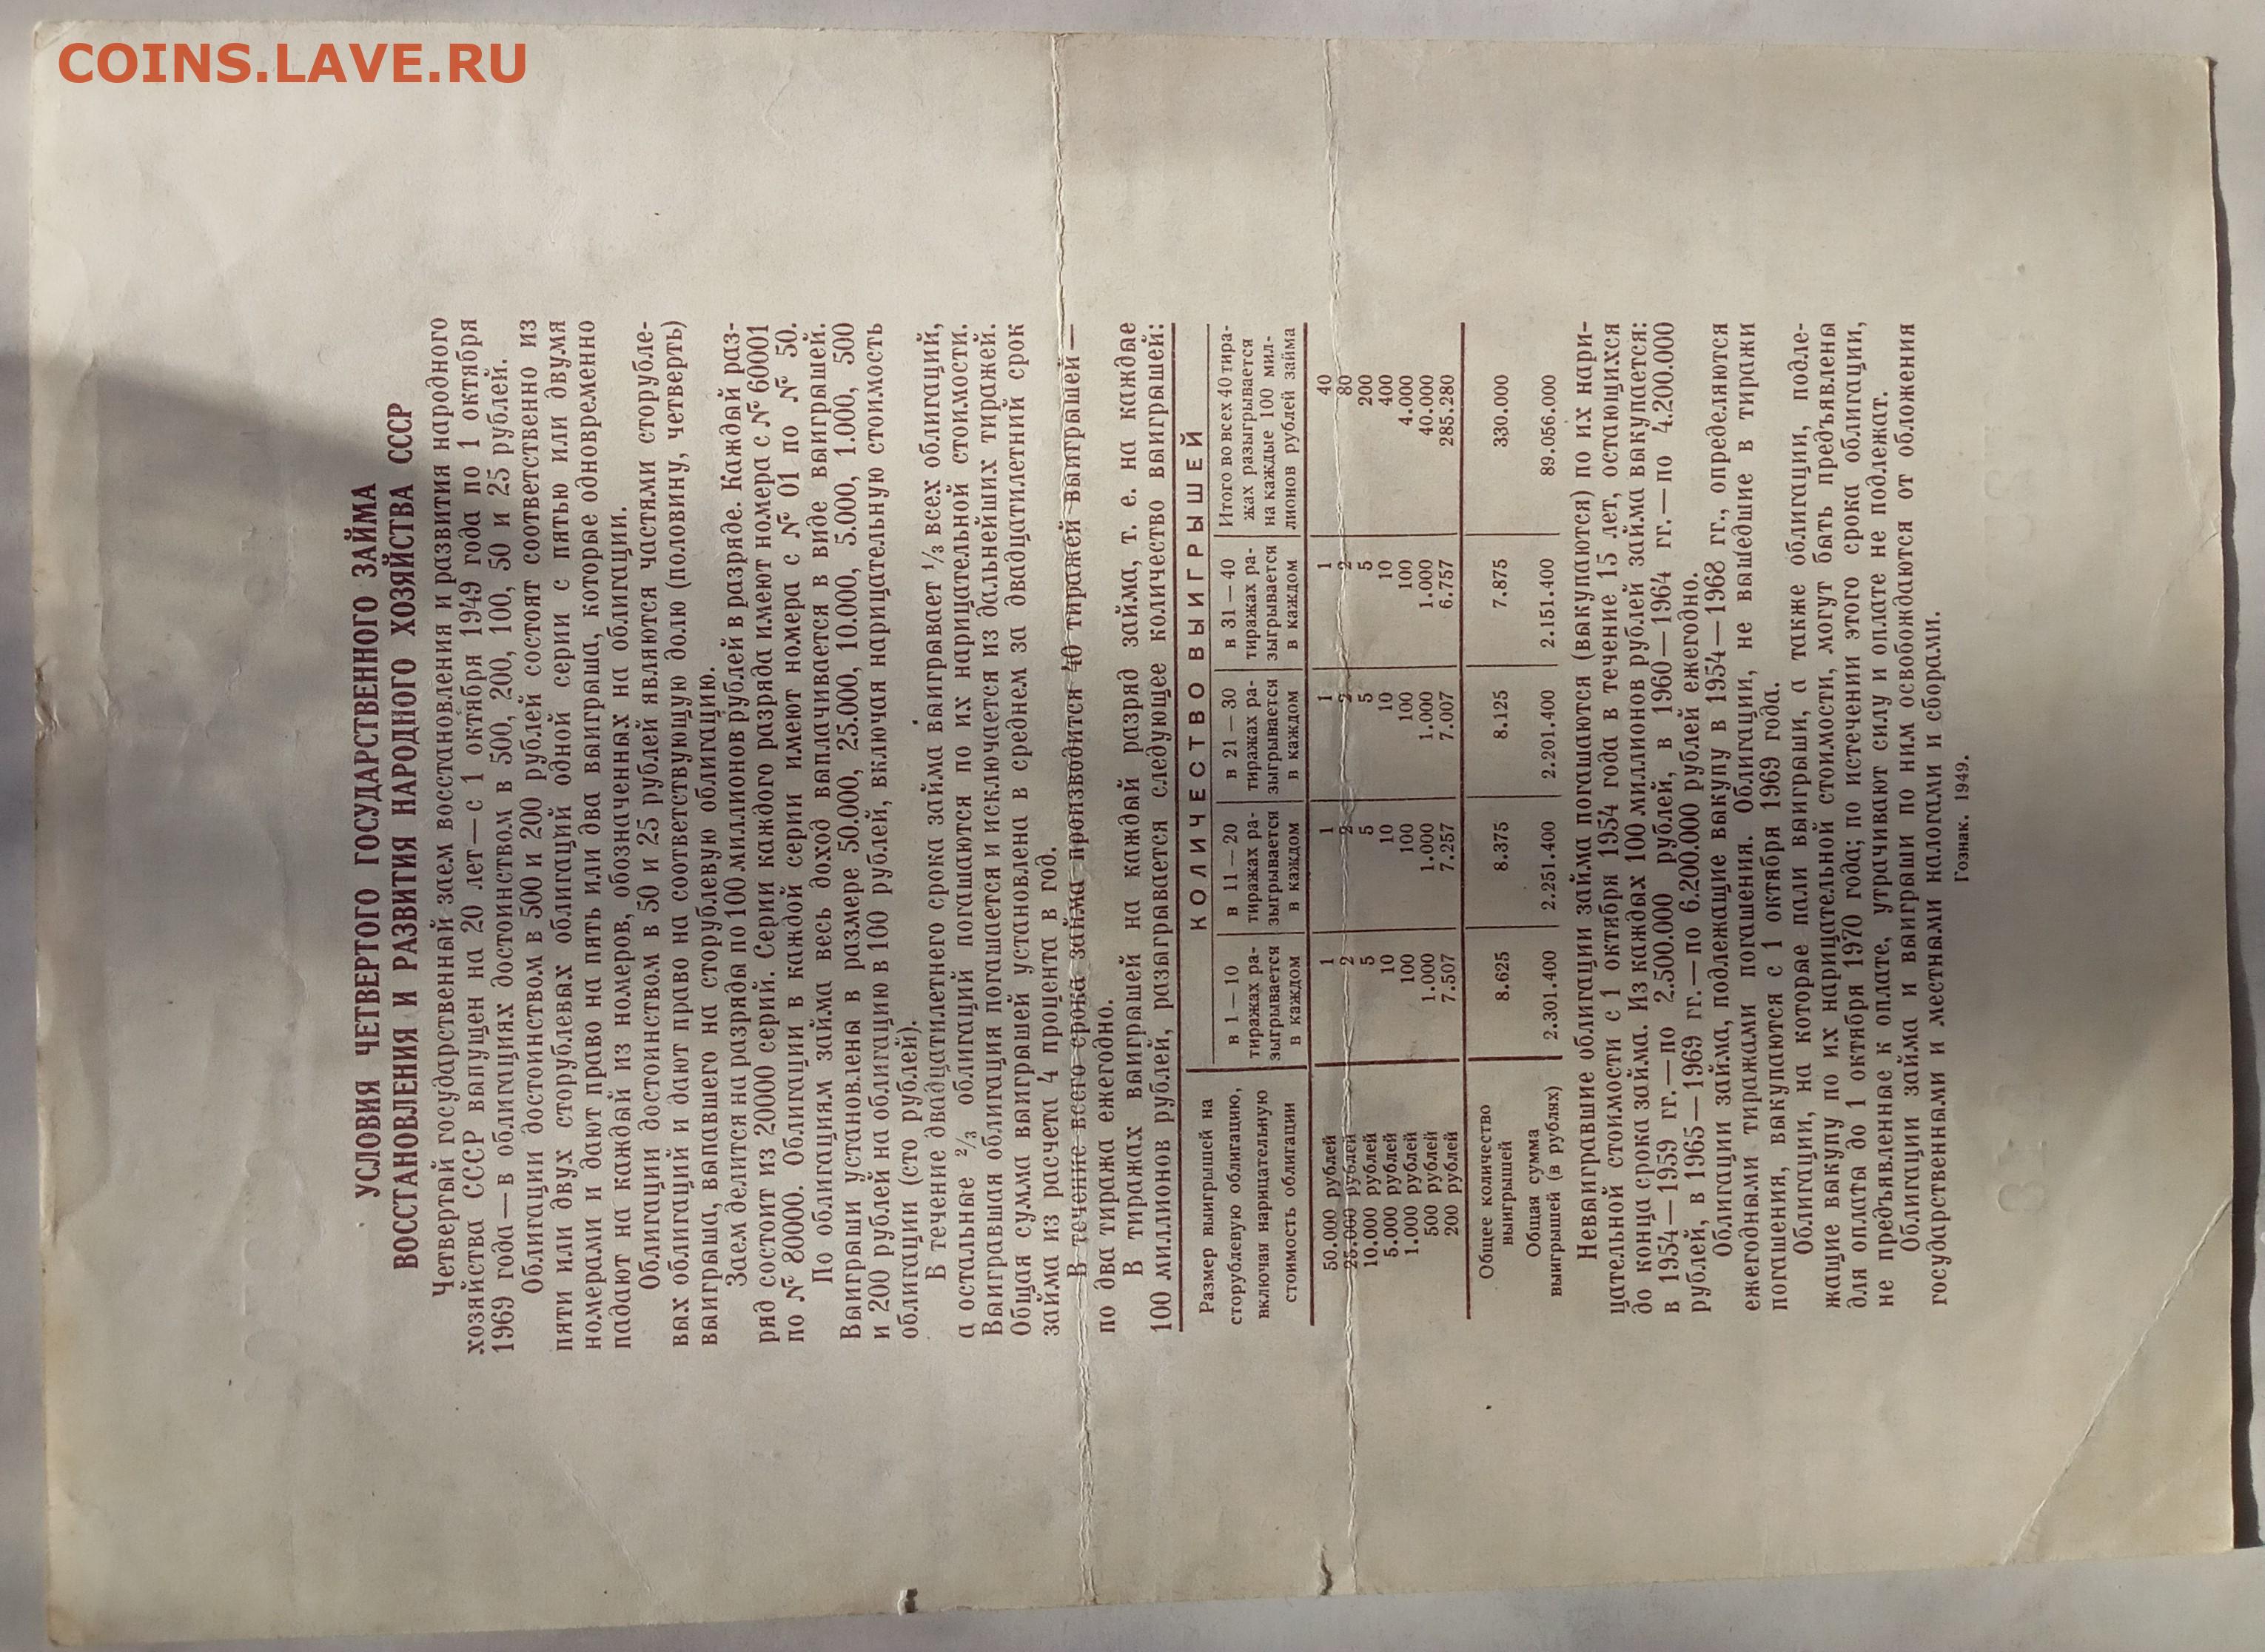 COINS.LAVE.RU
УСЛОВИЯ ЧЕТВЕРТОГО ГОСУДАРСТВЕННОГО ЗАЙМА
ВОССТАНОВЛЕНИЯ И РАЗВИТИЯ НАРОДНОГО ХОЗЯЙСТВА СССР
Четвертый государственный заем восстановления и развития народного
хозяйства СССР выпущен на 20 лет—с 1 октября 1949 года по 1 октября
1969 года—в облигациях достоинством в 500, 200, 100, 50 и 25 рублей.
Облигации достоинством в 500 и 200 рублей состоят соответственно из
пяти или двух сторублевых облигаций одной серии с пятью или двумя
номерами и дают право на пять или два выигрыша, которые одновременно
падают на каждый из номеров, обозначенных на облигации.
Облигации достоинством в 50 и 25 рублей являются частями сторубле-
вых облигаций и дают право на соответствующую долю (половину, четверть)
выигрыша, выпавшего на сторублевую облигацию.
Заем делится на разряды по 100 миллионов рублей в разряде. Каждый раз-
ряд состоит из 20000 серий. Серии каждого разряда имеют номера с № 60001
по № 80000. Облигации в каждой серии имеют номера с № 01 по № 50.
По облигациям займа весь доход выплачивается в виде выигрышей.
Выигрыши установлены в размере 50.000, 25.000, 10.000, 5.000, 1.000, 500
и 200 рублей на облигацию в 100 рублей, включая нарицательную стоимость
облигации (сто рублей).
В течение двадцатилетнего срока займа выигрывает 1/3 всех облигаций,
а остальные 2/3 облигаций погашаются по их нарицательной стоимости.
Выигравшая облигация погашается и исключается из дальнейших тиражей.
Общая сумма выигрышей установлена в среднем за двадцатилетний срок
займа из расчета 4 процента в год.
В течение всего срока займа производится 40 тиражей выигрышей—
по два тиража ежегодно.
В тиражах выигрышей на каждый разряд займа, т. е. на каждые
100 миллионов рублей, разыгрывается следующее количество выигрышей:
Размер выигрышей на сторублевую облигацию, включая нарицательную стоимость облигации
КОЛИЧЕСТВО ВЫИГРЫШЕЙ
в 1—10 тиражах ра-зыгрывается в каждом
в 11—20 тиражах ра-зыгрывается в каждом
в 21—30 тиражах ра-зыгрывается в каждом
в 31—40 тиражах ра-зыгрывается в каждом
Итого во всех 40 тира-жах разыгрывается на каждые 100 мил-лионов рублей займа
50.000 рублей 1 1 1 1 40
25.000 рублей 2 2 2 2 80
10.000 рублей 5 5 5 5 200
5.000 рублей 10 10 10 10 400
1.000 рублей 100 100 100 100 4.000
500 рублей 1.000 1.000 1.000 1.000 40.000
200 рублей 7.507 7.257 7.007 6.757 285.280
Общее количество выигрышей 8.625 8.375 8.125 7.875 330.000
Общая сумма выигрышей (в рублях) 2.301.400 2.251.400 2.201.400 2.151.400 89.056.000
Невыигравшие облигации займа погашаются (выкупаются) по их нари-
цательной стоимости с 1 октября 1954 года в течение 15 лет, остающихся
до конца срока займа. Из каждых 100 миллионов рублей займа выкупается:
в 1954—1959 гг.—по 2.500.000 рублей, в 1960—1964 гг.—по 4.200.000
рублей, в 1965—1969 гг.—по 6.200.000 рублей ежегодно.
Облигации займа, подлежащие выкупу в 1954—1968 гг., определяются
ежегодными тиражами погашения. Облигации, не вышедшие в тиражи
погашения, выкупаются с 1 октября 1969 года.
Облигации, на которые пали выигрыши, а также облигации, подле-
жащие выкупу по их нарицательной стоимости, могут быть предъявлены
для оплаты до 1 октября 1970 года; по истечении этого срока облигации,
не предъявленные к оплате, утрачивают силу и оплате не подлежат.
Облигации займа и выигрыши по ним освобождаются от обложения
государственными и местными налогами и сборами.
Гознак. 1949.